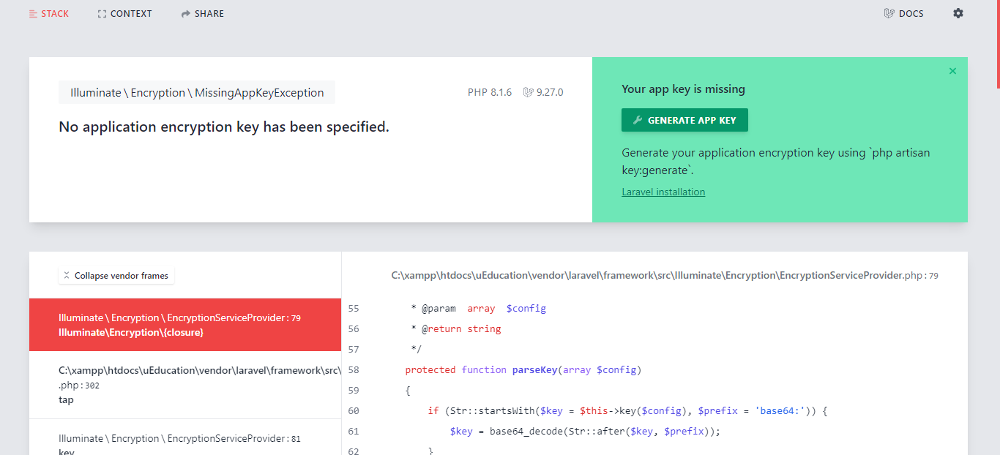 STACK
CONTEXT
SHARE
DOCS
Illuminate \ Encryption \ MissingAppKeyException
PHP 8.1.6
9.27.0
No application encryption key has been specified.
Your app key is missing
GENERATE APP KEY
Generate your application encryption key using `php artisan
key:generate`.
Laravel installation
Collapse vendor frames
Illuminate \ Encryption \ EncryptionServiceProvider : 79
Illuminate\Encryption\{closure}
C:\xampp\htdocs\uEducation\vendor\laravel\framework\src\
.php : 302
tap
Illuminate \ Encryption \ EncryptionServiceProvider : 81
key
C:\xampp\htdocs\uEducation\vendor\laravel\framework\src\Illuminate\Encryption\EncryptionServiceProvider.php : 79
55 * @param  array  $config
56 * @return string
57 */
58 protected function parseKey(array $config)
59 {
60 if (Str::startsWith($key = $this->key($config), $prefix = 'base64:')) {
61 $key = base64_decode(Str::after($key, $prefix));
62 }